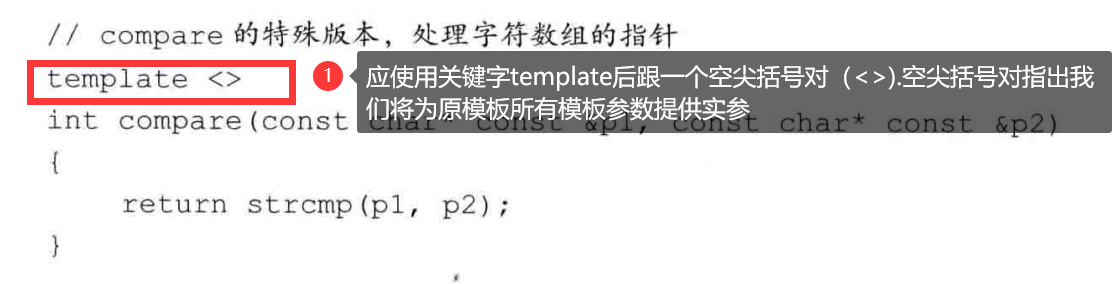 // compare 的特殊版本，处理字符数组的指针
template <>
1 应使用关键字template后跟一个空尖括号对（<>).空尖括号对指出我
们将为原模板所有模板参数提供实参
int compare(const char* const &p1, const char* const &p2)
{
return strcmp(p1, p2);
}